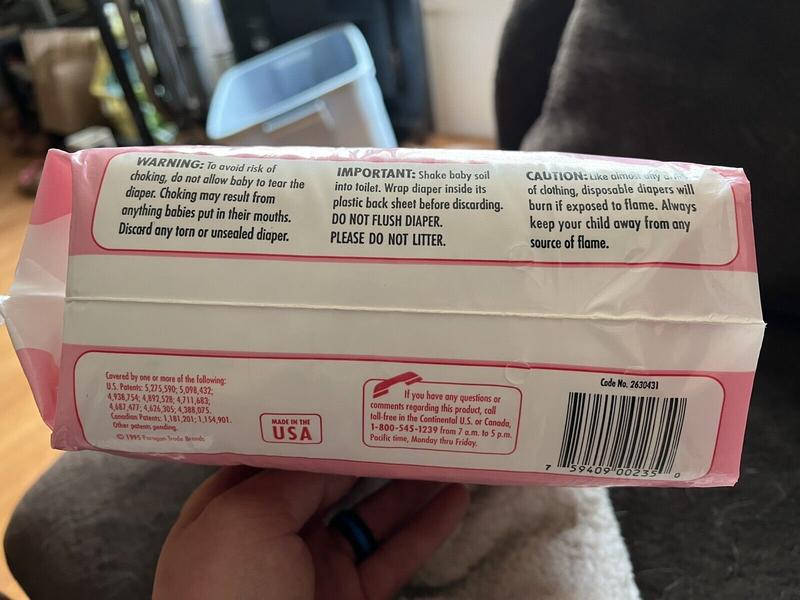 WARNING: To avoid risk of
choking, do not allow baby to tear the
diaper. Choking may result from
anything babies put in their mouths.
Discard any torn or unsealed diaper.
IMPORTANT: Shake baby soil
into toilet. Wrap diaper inside its
plastic back sheet before discarding.
DO NOT FLUSH DIAPER.
PLEASE DO NOT LITTER.
CAUTION: Like almost any
of clothing, disposable diapers will
burn if exposed to flame. Always
keep your child away from any
source of flame.
Covered by one or more of the following:
U.S. Patents: 5,275,590; 5,098,432;
4,938,754; 4,892,528; 4,711,683;
4,687,477; 4,626,305; 4,388,075.
Canadian Patents: 1,181,201; 1,154,901.
Other patents pending.
© 1995 Paragon Trade Brands
MADE IN THE
USA
If you have any questions or
comments regarding this product, call
toll-free in the Continental U.S. or Canada,
1-800-545-1239 from 7 a.m. to 5 p.m.
Pacific time, Monday thru Friday.
Code No. 2630431
7 59409 00235 0